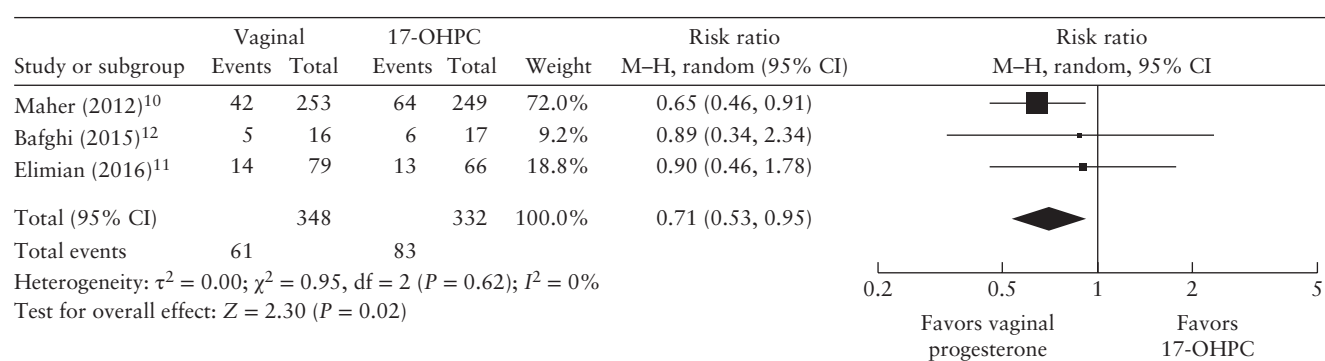 Vaginal 17-OHPC Risk ratio Risk ratio
Study or subgroup Events Total Events Total Weight M–H, random (95% CI) M–H, random, 95% CI
Maher (2012)¹⁰ 42 253 64 249 72.0% 0.65 (0.46, 0.91)
Bafghi (2015)¹² 5 16 6 17 9.2% 0.89 (0.34, 2.34)
Elimian (2016)¹¹ 14 79 13 66 18.8% 0.90 (0.46, 1.78)
Total (95% CI) 348 332 100.0% 0.71 (0.53, 0.95)
Total events 61 83
Heterogeneity: τ² = 0.00; χ² = 0.95, df = 2 (P = 0.62); I² = 0%
Test for overall effect: Z = 2.30 (P = 0.02)
0.2 0.5 1 2 5
Favors vaginal Favors
progesterone 17-OHPC